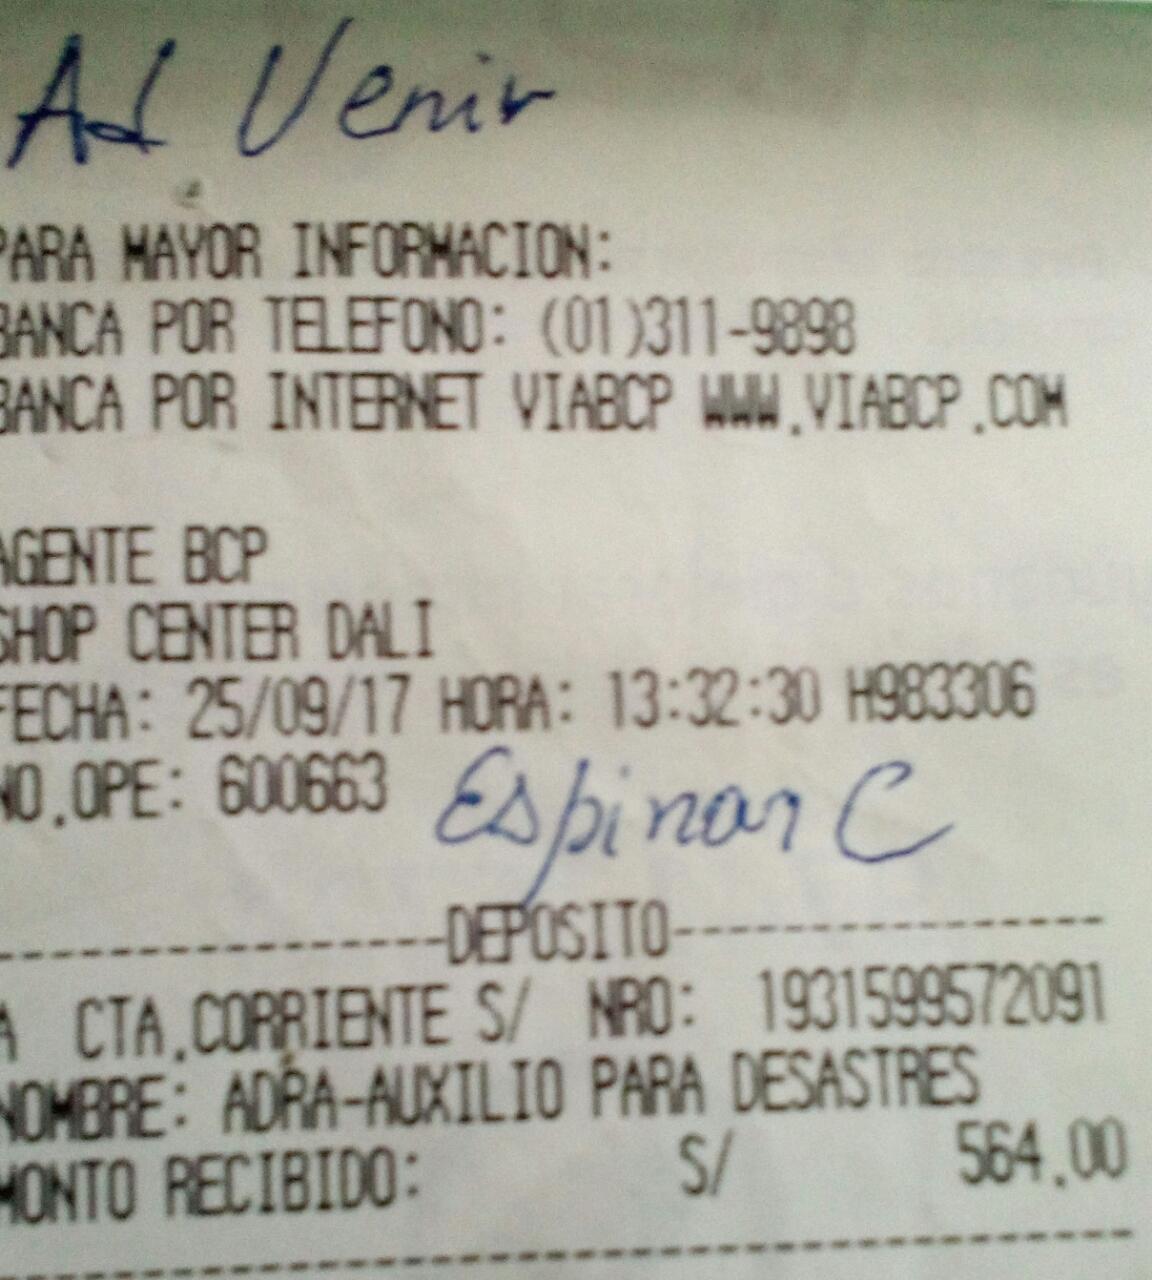 Ad Venir
PARA MAYOR INFORMACION:
BANCA POR TELEFONO: (01)311-9898
BANCA POR INTERNET VIABCP WWW.VIABCP.COM
AGENTE BCP
SHOP CENTER DALI
FECHA: 25/09/17 HORA: 13:32:30 H983306
NO.OPE: 600663 Espinar C
----------------DEPOSITO----------------
A CTA.CORRIENTE S/ NRO: 1931599572091
NOMBRE: ADRA-AUXILIO PARA DESASTRES
MONTO RECIBIDO: S/ 564.00